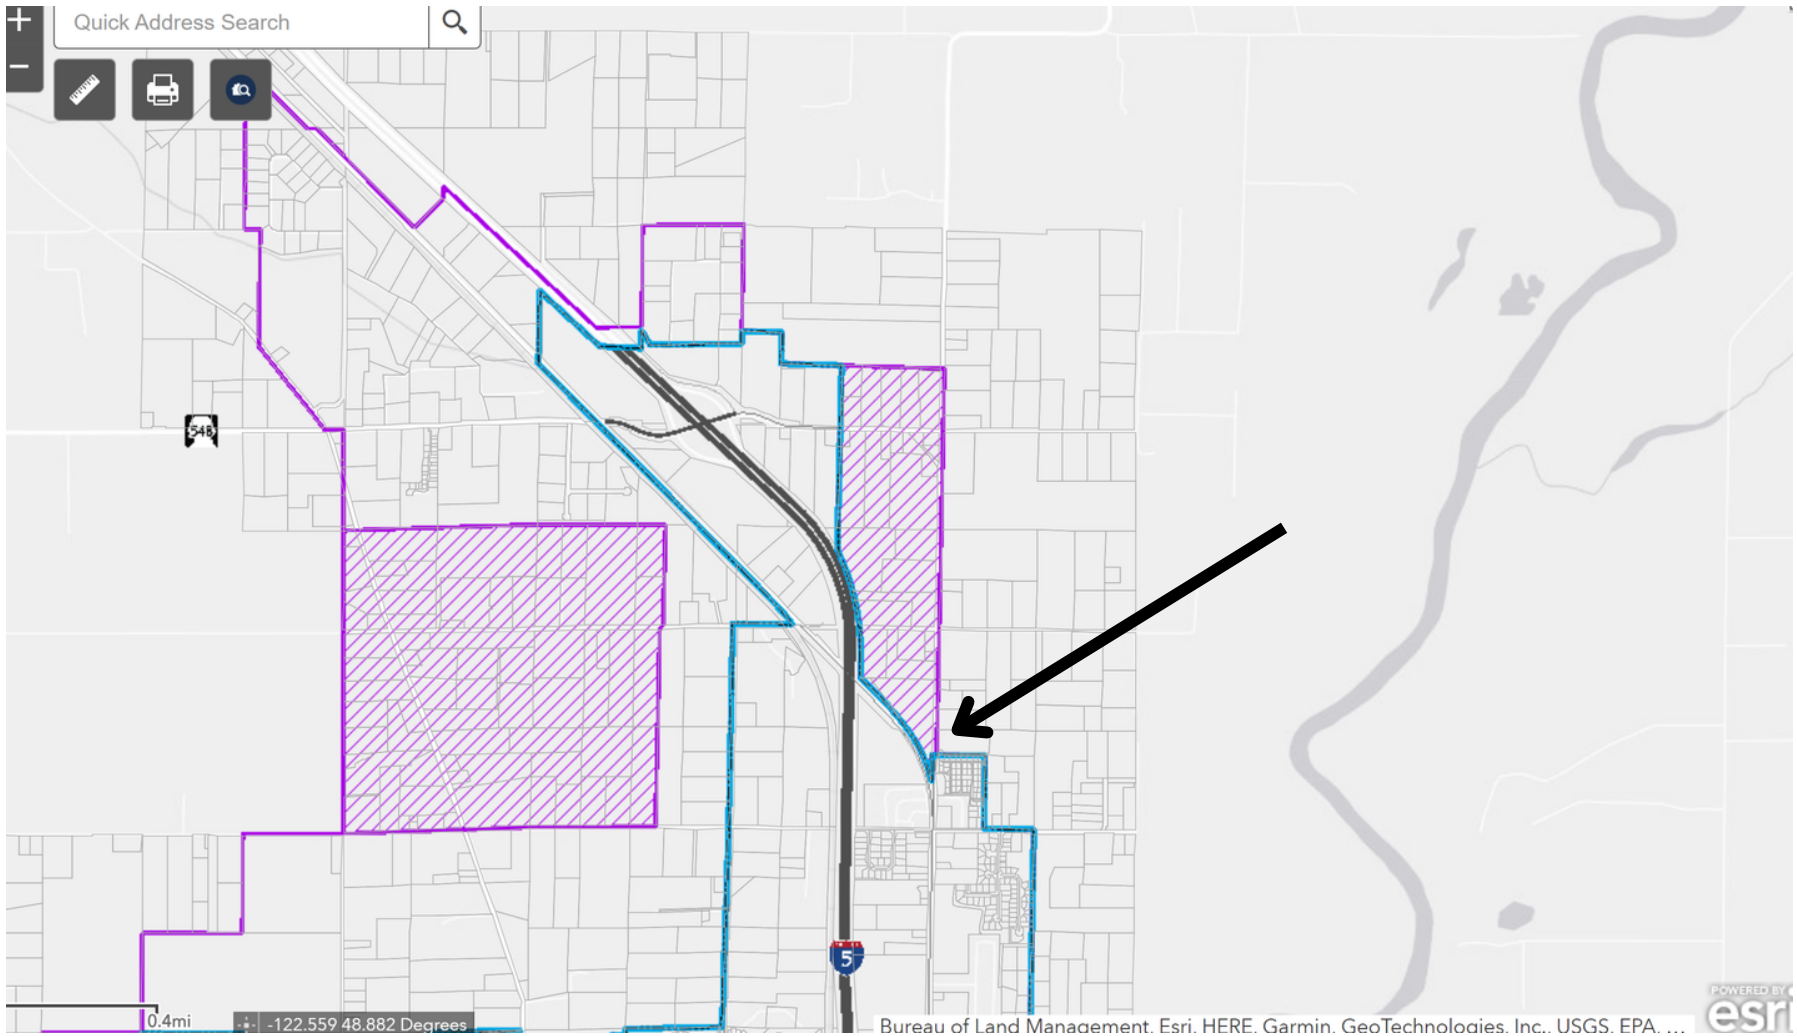 +
Quick Address Search
−
548
5
0.4mi
-122.559 48.882 Degrees
Bureau of Land Management, Esri, HERE, Garmin, GeoTechnologies, Inc., USGS, EPA, ...
POWERED BY
esri